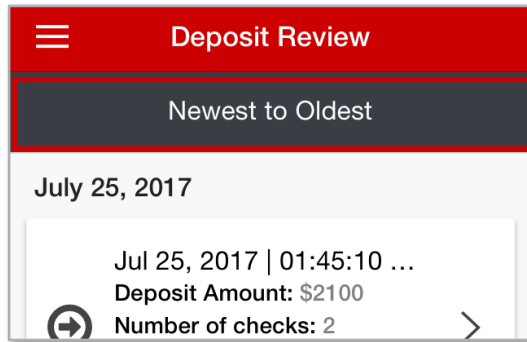 Deposit Review
Newest to Oldest
July 25, 2017
Jul 25, 2017 | 01:45:10 ...
Deposit Amount: $2100
Number of checks: 2